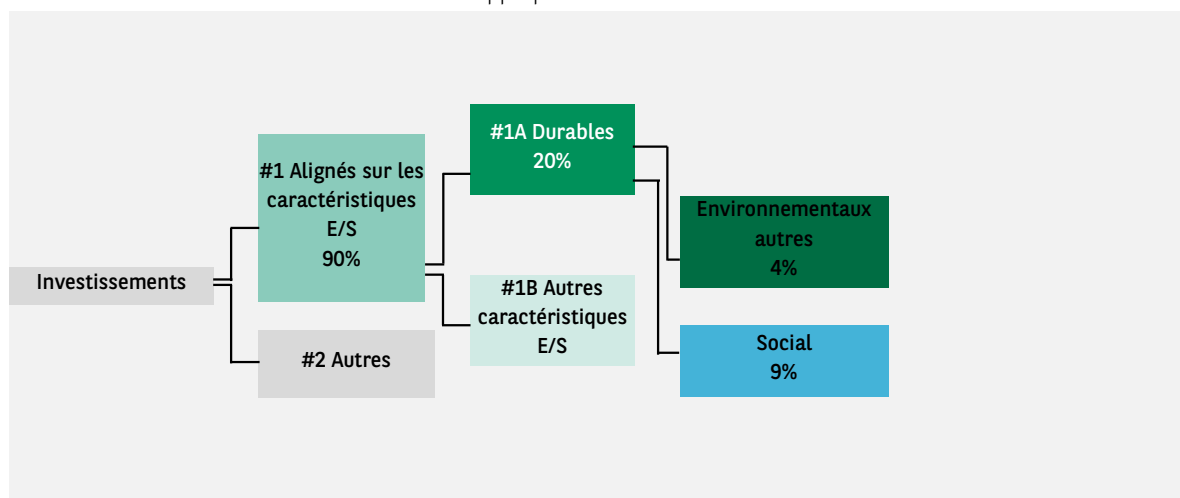 Investissements
#1 Alignés sur les
caractéristiques
E/S
90%
#2 Autres
#1A Durables
20%
#1B Autres
caractéristiques
E/S
Environnementaux
autres
4%
Social
9%